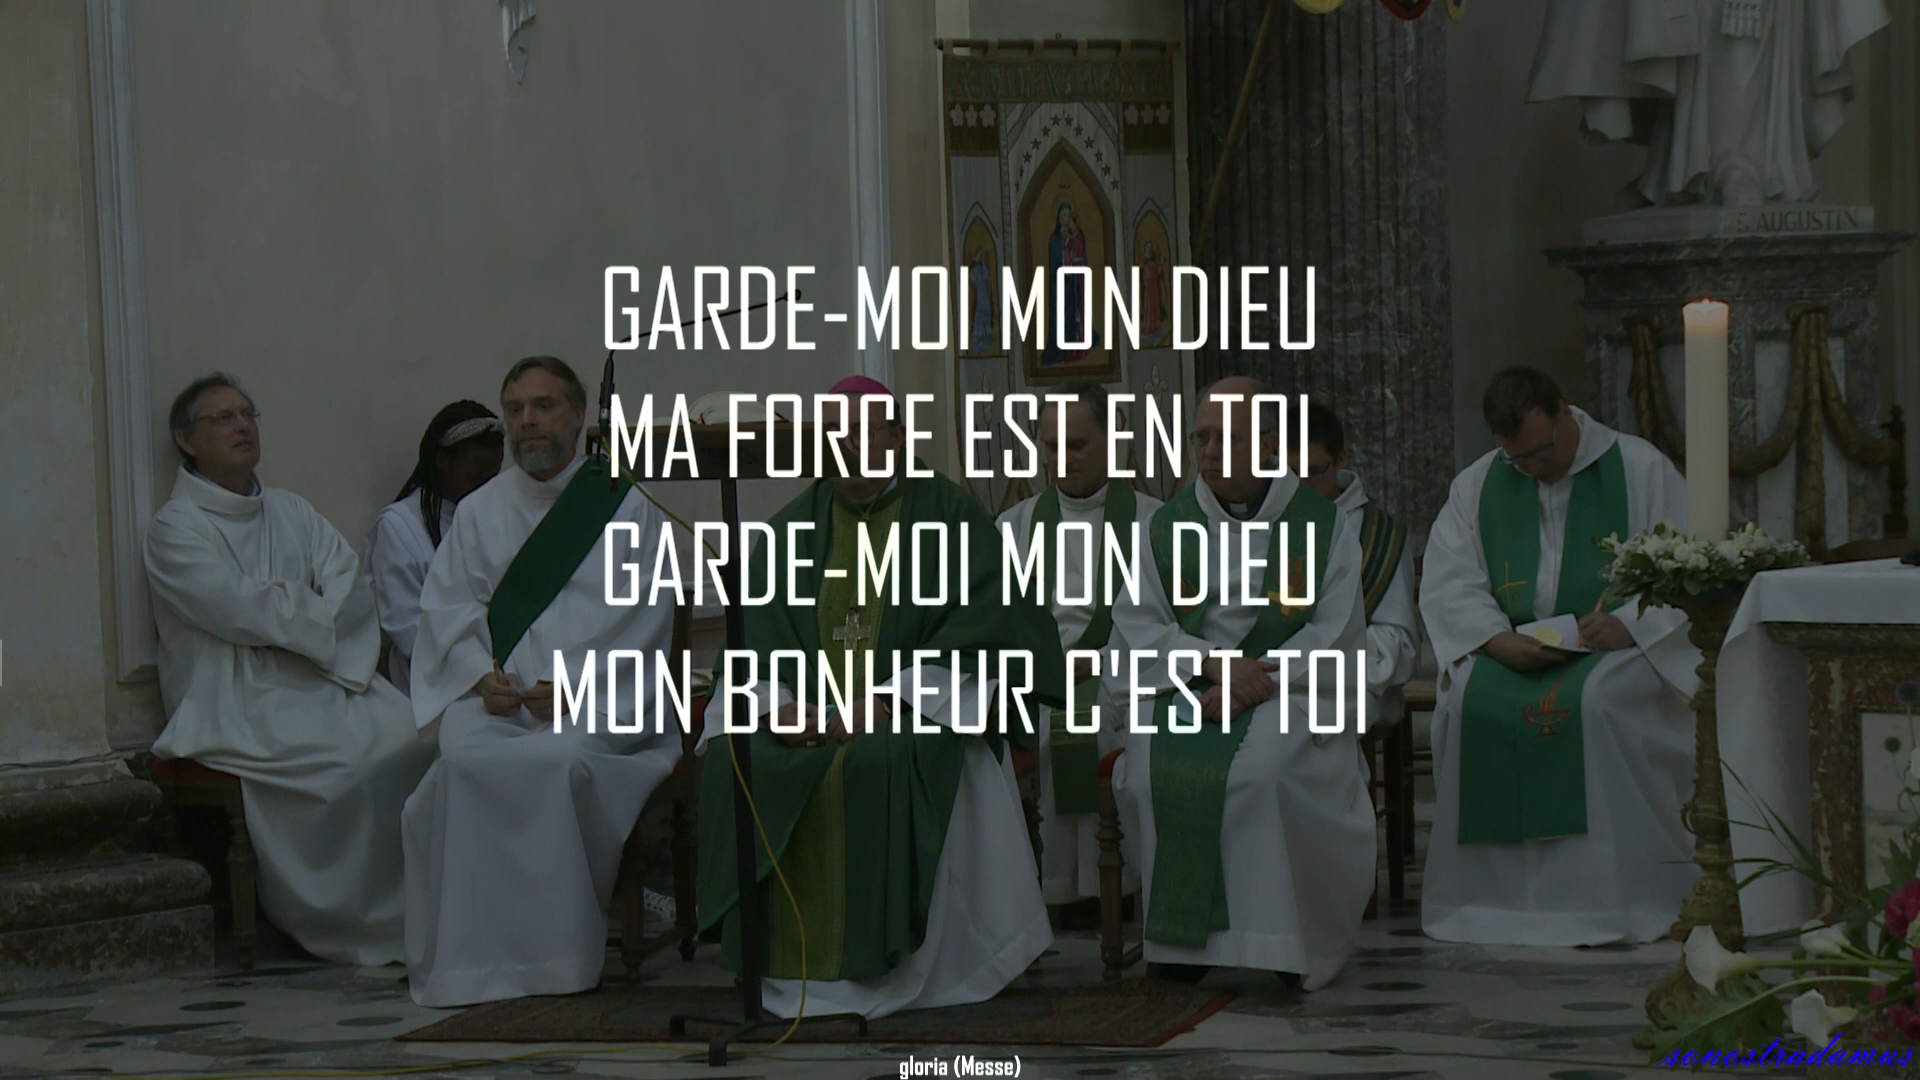 S. AUGUSTIN
GARDE-MOI MON DIEU
MA FORCE EST EN TOI
GARDE-MOI MON DIEU
MON BONHEUR C'EST TOI
gloria (Messe)
sonostradamus